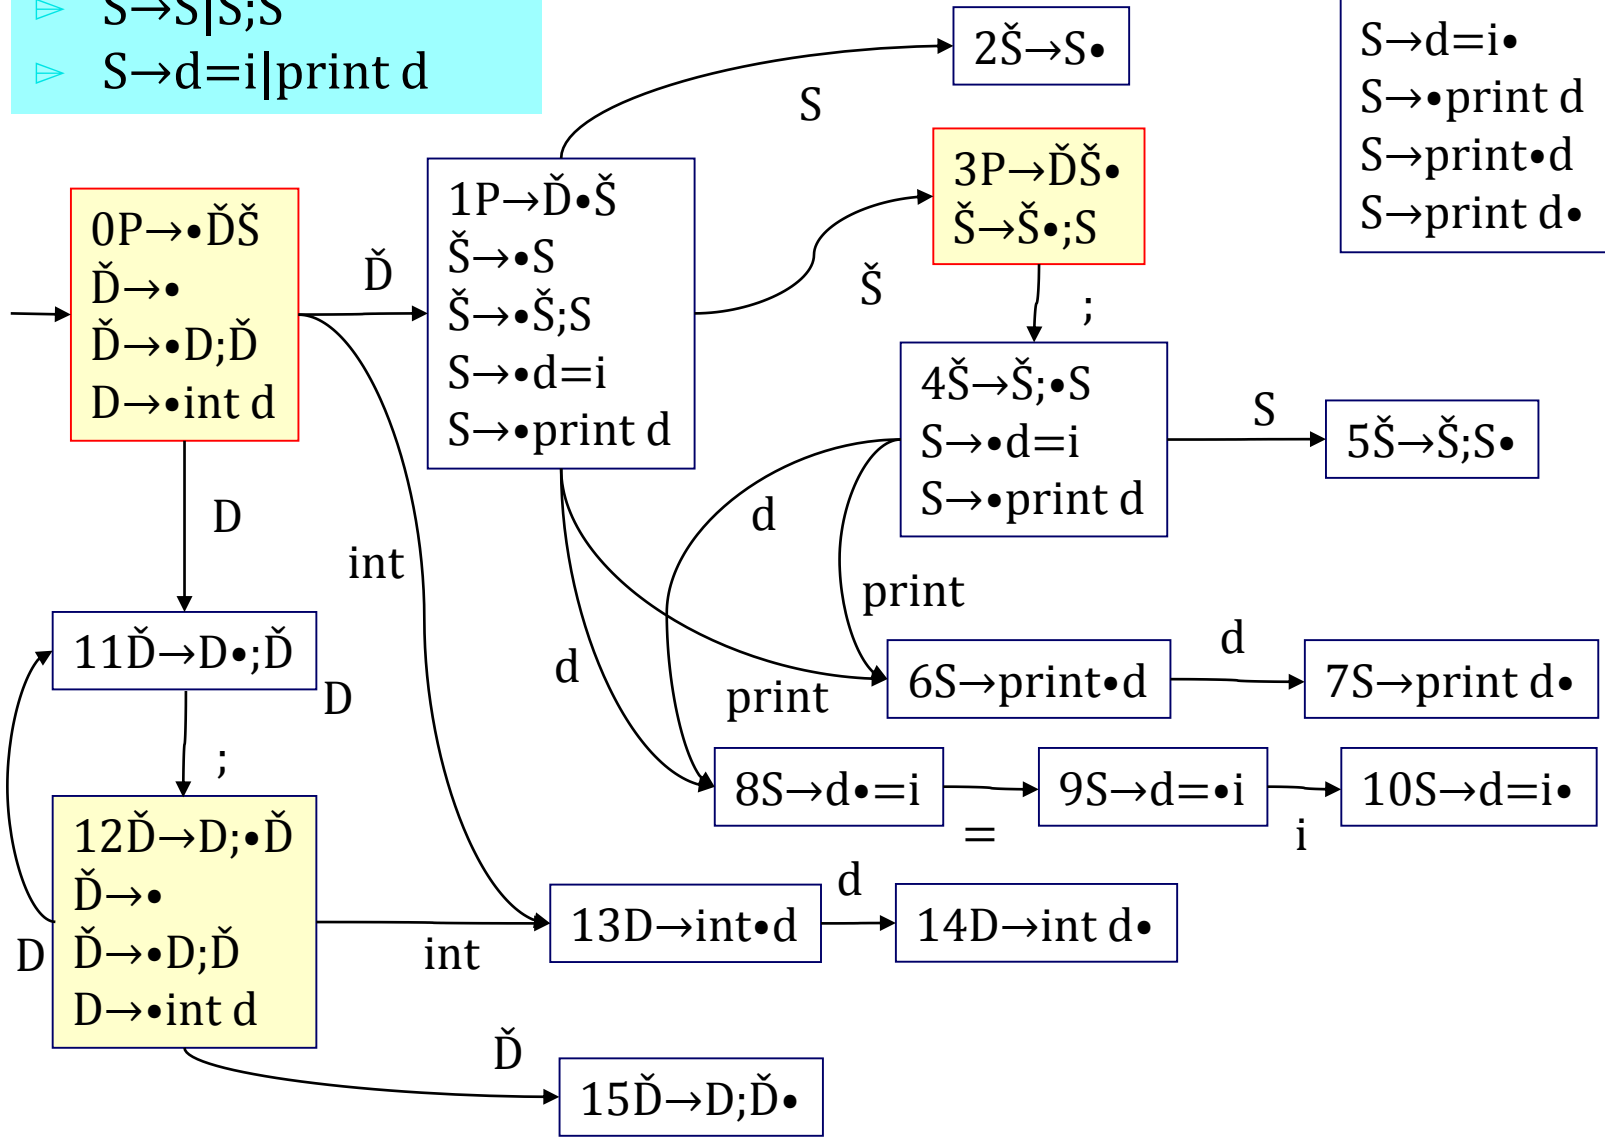 S→d=i|print d
S→d=i•
S→•print d
S→print•d
S→print d•
0P→•ĎŠ
Ď→•
Ď→•D;Ď
D→•int d
Ď
1P→Ď•Š
Š→•S
Š→•Š;S
S→•d=i
S→•print d
S
2Š→S•
Š
3P→ĎŠ•
Š→Š•;S
;
4Š→Š;•S
S→•d=i
S→•print d
S
5Š→Š;S•
D
int
d
print
d
print
6S→print•d
d
7S→print d•
8S→d•=i
=
9S→d=•i
i
10S→d=i•
11Ď→D•;Ď
D
;
12Ď→D;•Ď
Ď→•
Ď→•D;Ď
D→•int d
D
int
13D→int•d
d
14D→int d•
Ď
15Ď→D;Ď•